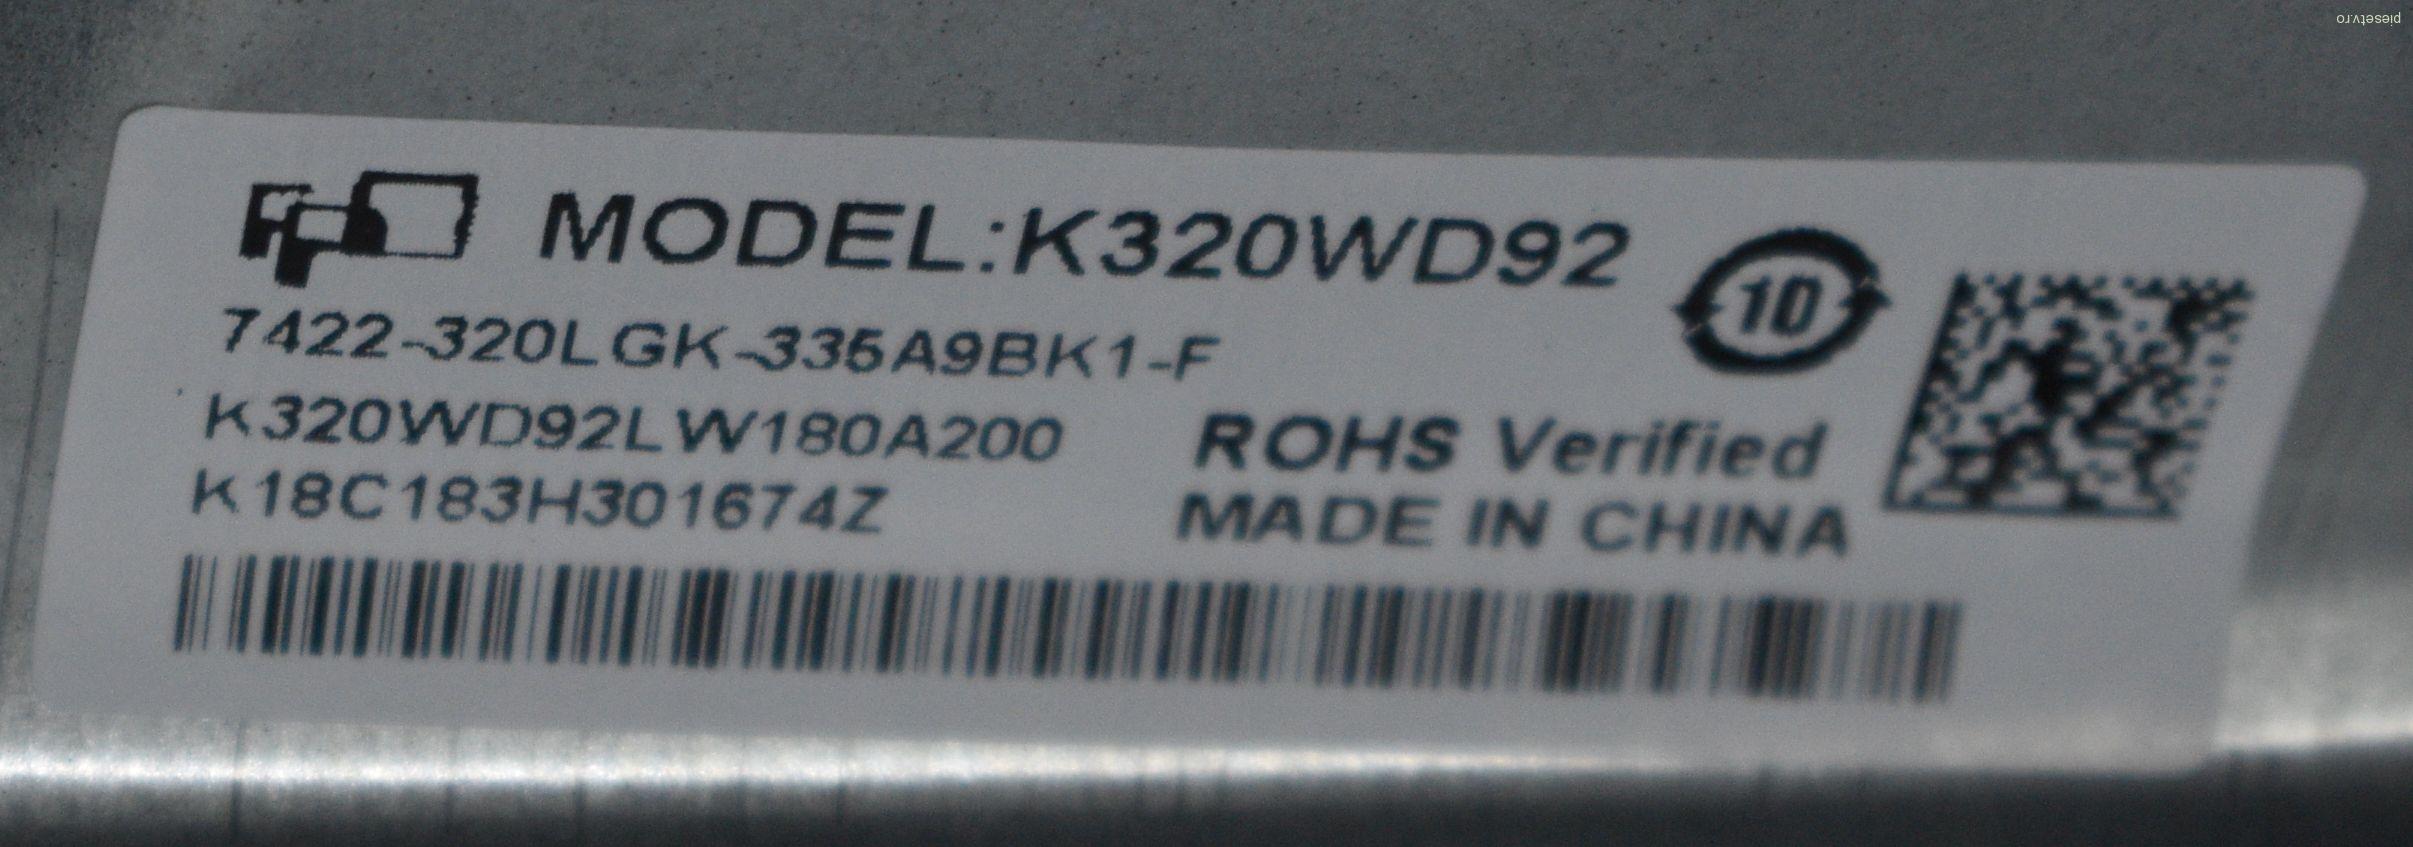 piesetv.ro
MODEL:K320WD92
10
7422-320LGK-335A9BK1-F
K320WD92LW180A200
ROHS Verified
K18C183H301674Z
MADE IN CHINA